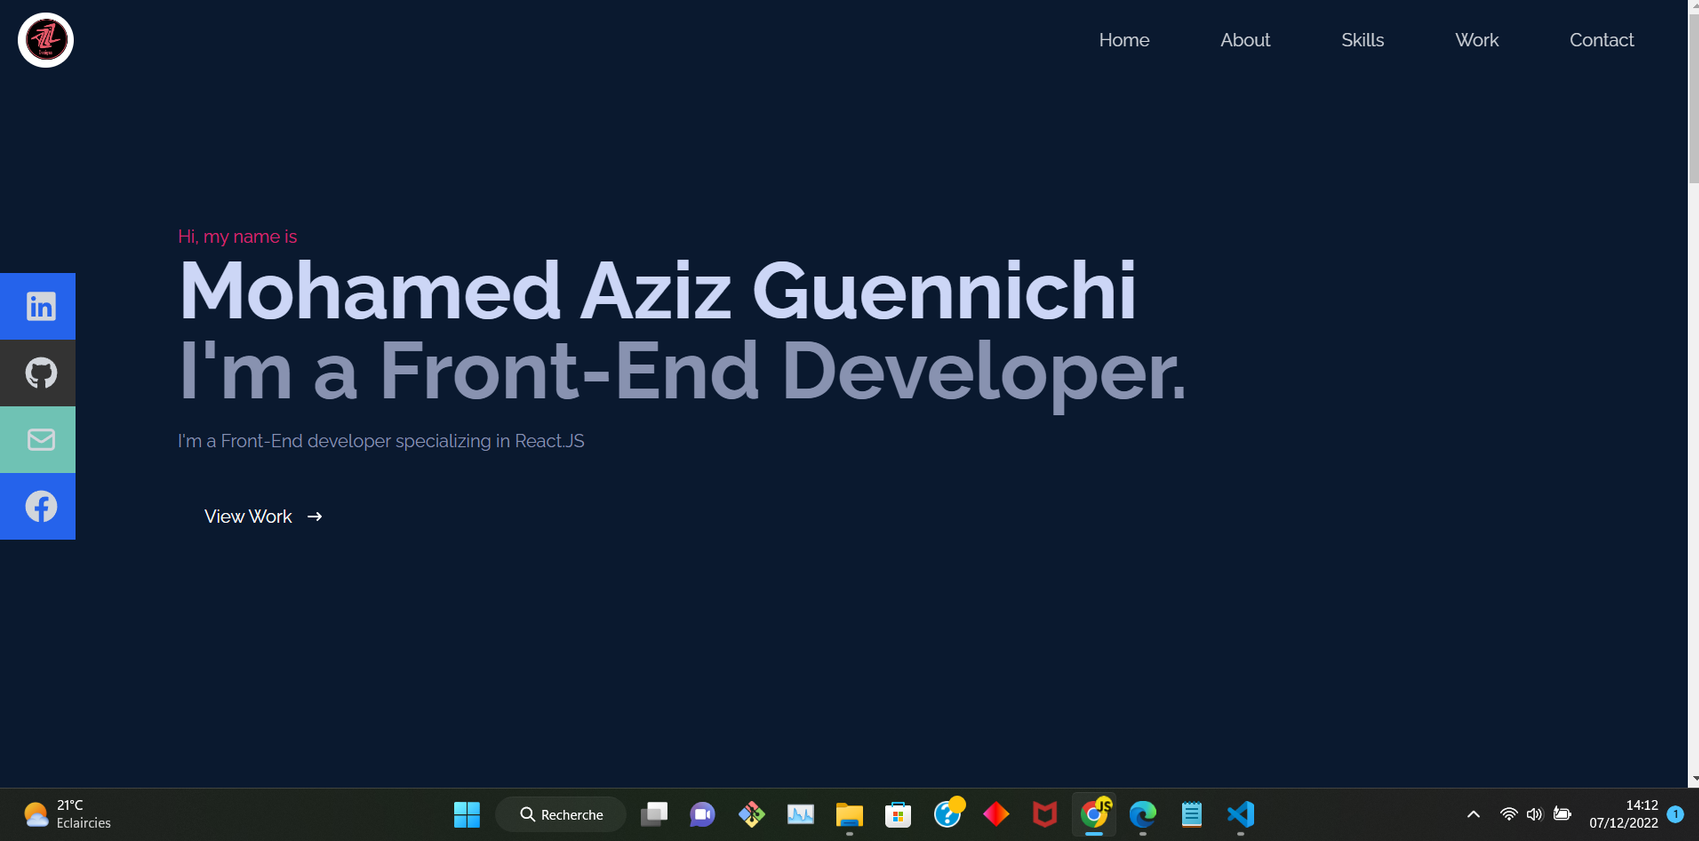 Home About Skills Work Contact
Hi, my name is
Mohamed Aziz Guennichi
I'm a Front-End Developer.
I'm a Front-End developer specializing in React.JS
View Work →
21°C
Eclaircies
Recherche
JS
14:12
07/12/2022
1